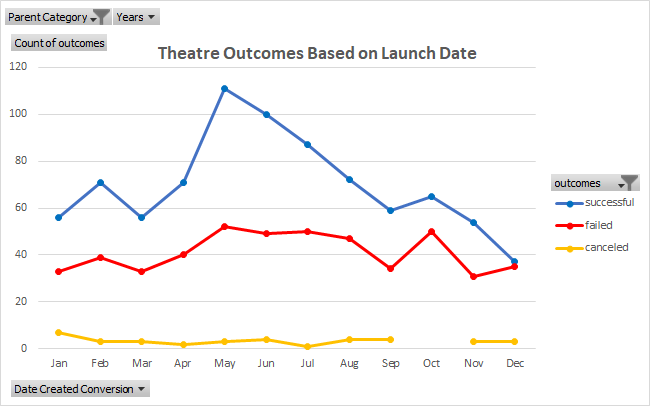 Parent Category Years
Count of outcomes
Theatre Outcomes Based on Launch Date
120
100
80
60
40
20
0
Jan Feb Mar Apr May Jun Jul Aug Sep Oct Nov Dec
outcomes
successful
failed
canceled
Date Created Conversion